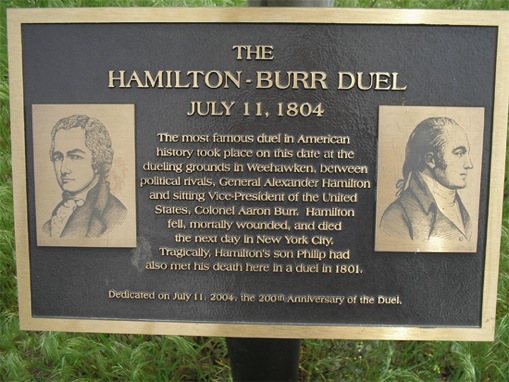 THE
HAMILTON-BURR DUEL
JULY 11, 1804
The most famous duel in American
history took place on this date at the
dueling grounds in Weehawken, between
political rivals, General Alexander Hamilton
and sitting Vice-President of the United
States, Colonel Aaron Burr. Hamilton
fell, mortally wounded, and died
the next day in New York City.
Tragically, Hamilton's son Philip had
also met his death here in a duel in 1801.
Dedicated on July 11, 2004, the 200th Anniversary of the Duel.